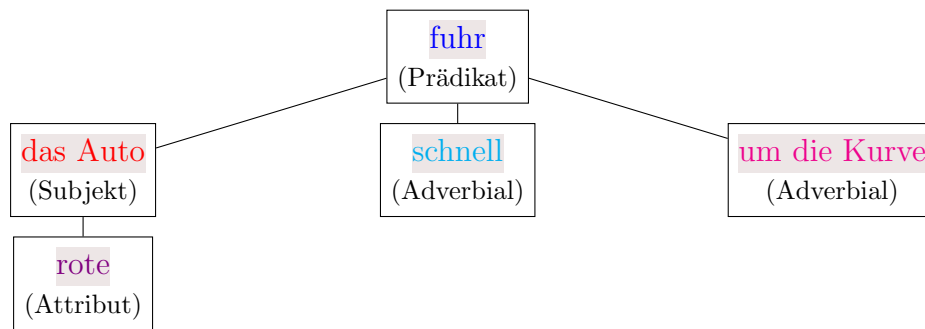 fuhr
(Prädikat)
das Auto
(Subjekt)
schnell
(Adverbial)
um die Kurve
(Adverbial)
rote
(Attribut)